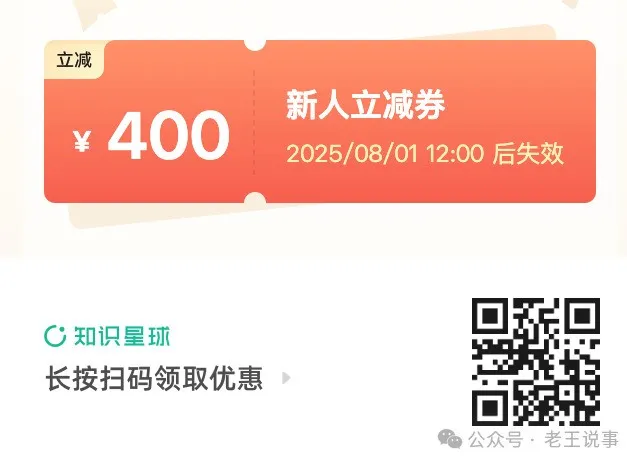 立减
¥ 400
新人立减券
2025/08/01 12:00 后失效
知识星球
长按扫码领取优惠
公众号 · 老王说事